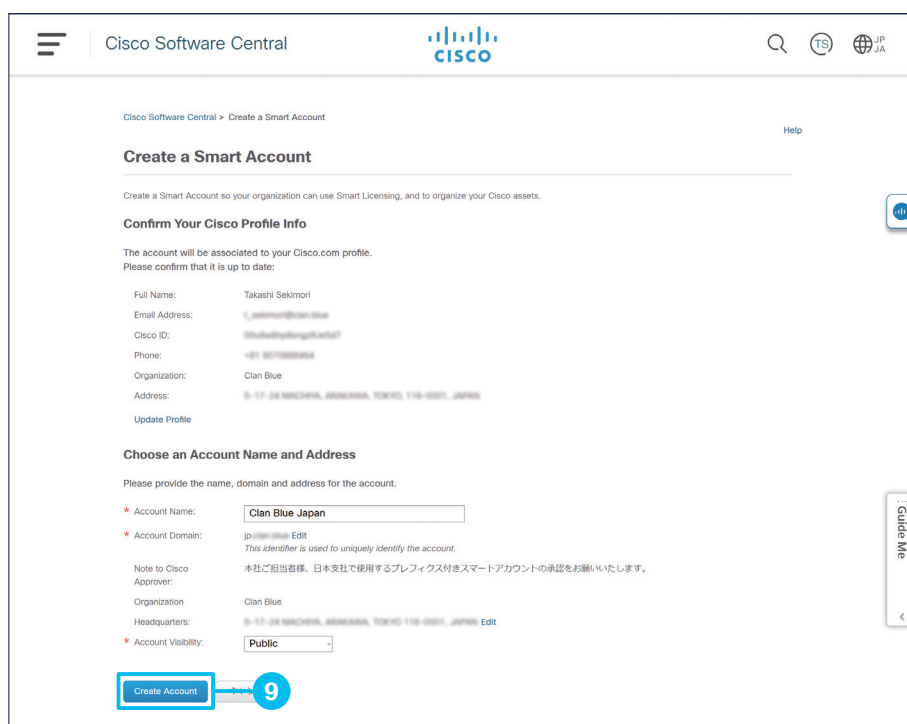 Cisco Software Central
CISCO
TS
JP
JA
Cisco Software Central > Create a Smart Account
Help
Create a Smart Account
Create a Smart Account so your organization can use Smart Licensing, and to organize your Cisco assets.
Confirm Your Cisco Profile Info
The account will be associated to your Cisco.com profile.
Please confirm that it is up to date:
Full Name: Takashi Sekimori
Email Address:
Cisco ID:
Phone:
Organization: Clan Blue
Address:
Update Profile
Choose an Account Name and Address
Please provide the name, domain and address for the account.
* Account Name: Clan Blue Japan
* Account Domain: jp Edit
This identifier is used to uniquely identify the account.
Note to Cisco
Approver:
本社ご担当者様、日本支社で使用するプレフィクス付きスマートアカウントの承認をお願いいたします。
Organization Clan Blue
Headquarters: Edit
* Account Visibility: Public
Create Account
9
Guide Me